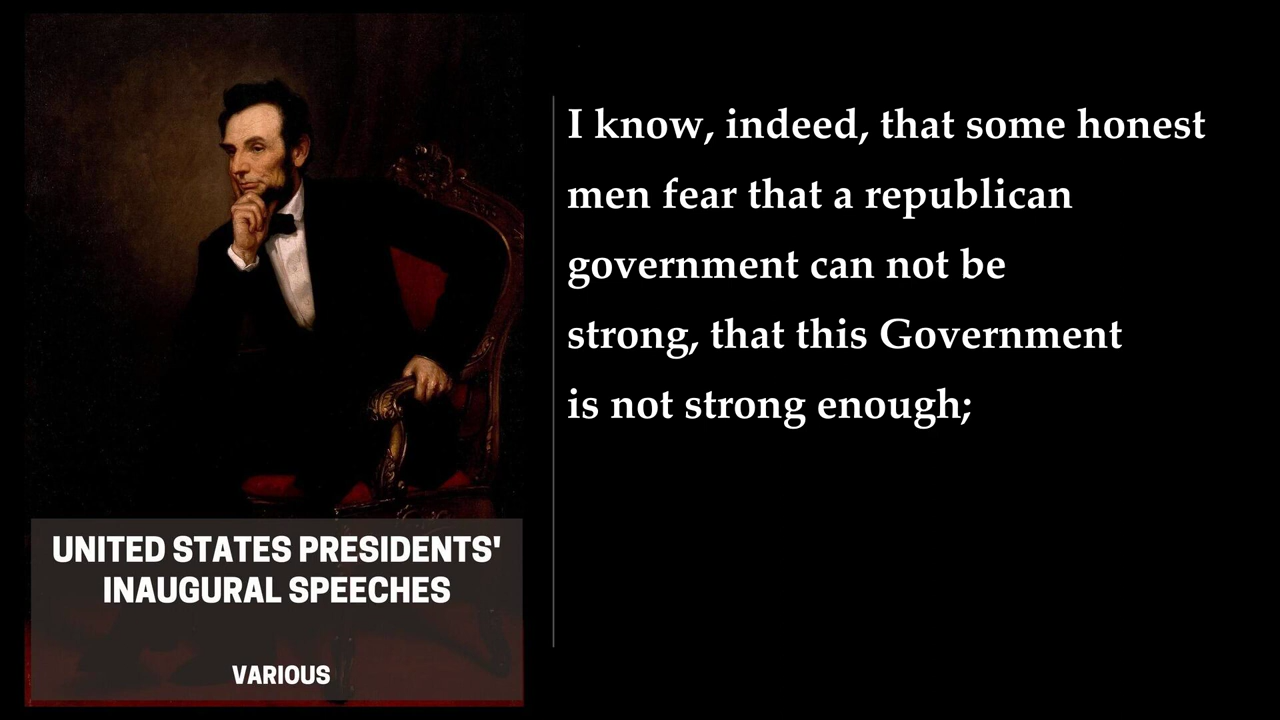 UNITED STATES PRESIDENTS'
INAUGURAL SPEECHES
VARIOUS
I know, indeed, that some honest
men fear that a republican
government can not be
strong, that this Government
is not strong enough;